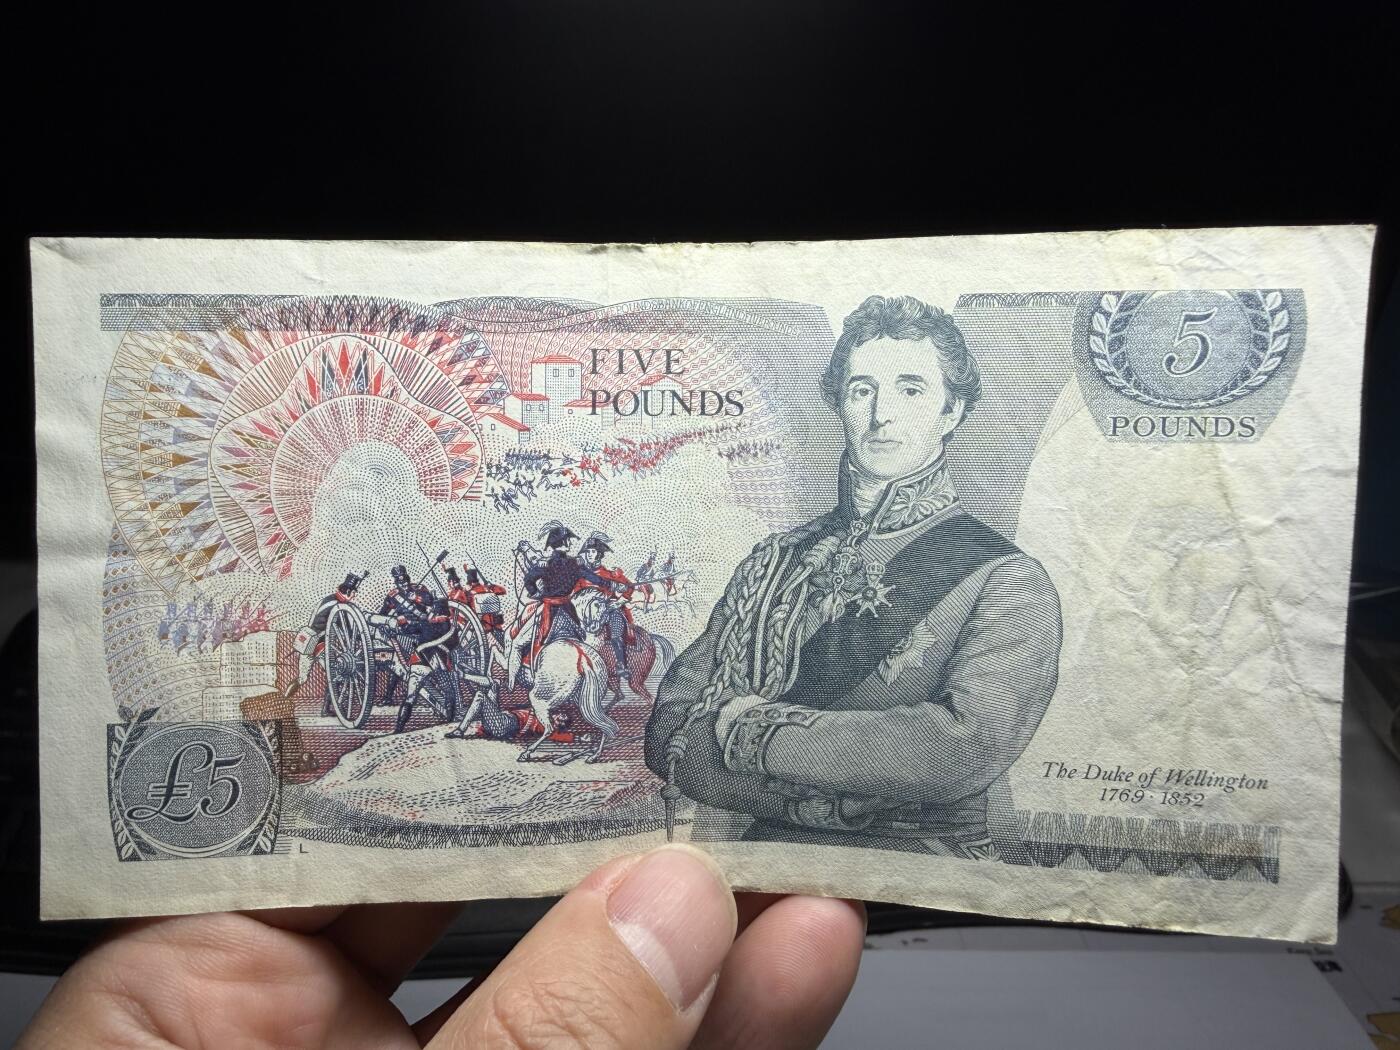 FIVE
POUNDS
5
POUNDS
The Duke of Wellington
1769·1852
£5
L